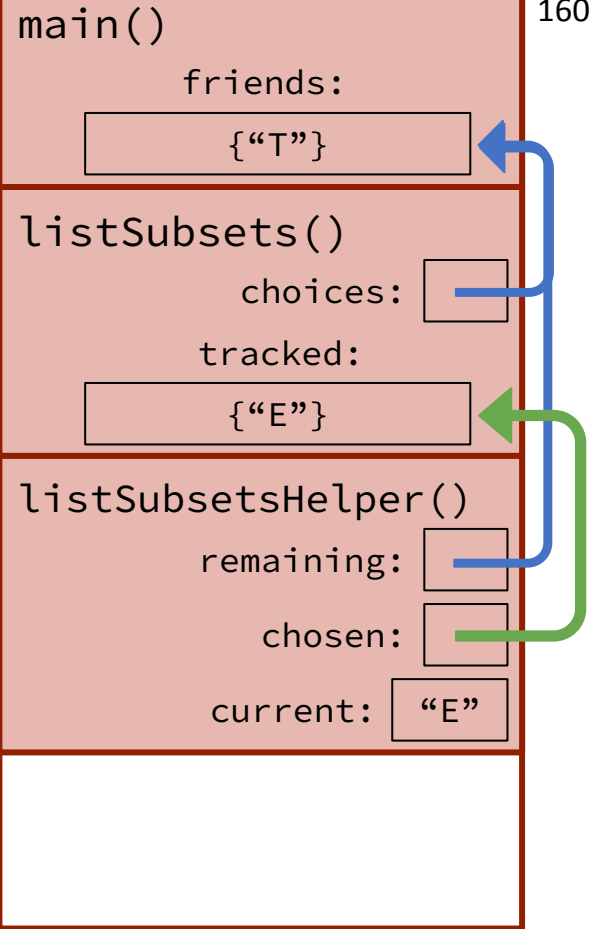 160
main()
friends:
{“T”}
listSubsets()
choices:
tracked:
{“E”}
listSubsetsHelper()
remaining:
chosen:
current: “E”